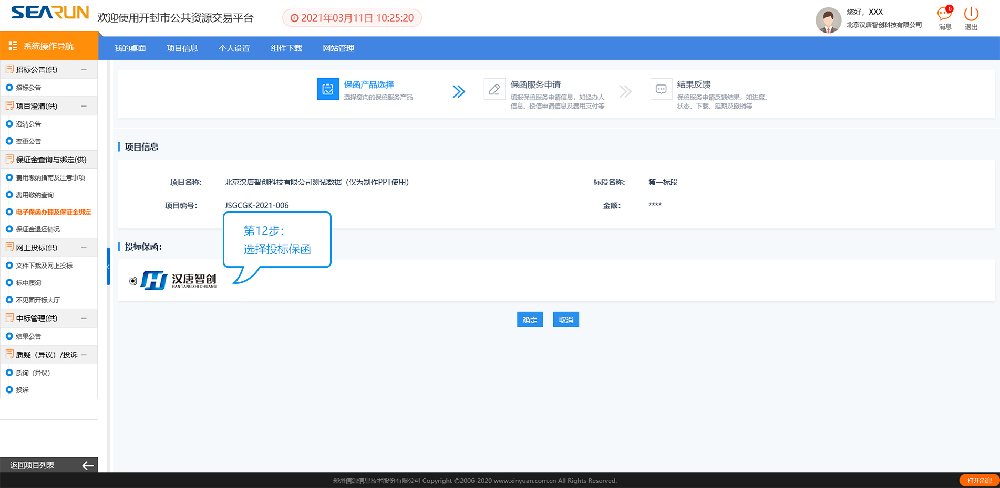 SEARUN
欢迎使用开封市公共资源交易平台
2021年03月11日 10:25:20
您好，XXX
北京汉唐智创科技有限公司
0
消息
退出
系统操作导航
我的桌面
项目信息
个人设置
组件下载
网站管理
招标公告(供)
招标公告
项目澄清(供)
澄清公告
变更公告
保证金查询与绑定(供)
费用缴纳指南及注意事项
费用缴纳查询
电子保函办理及保证金绑定
保证金退还情况
网上投标(供)
文件下载及网上投标
标中质询
不见面开标大厅
中标管理(供)
结果公告
质疑（异议）/投诉
质询（异议）
投诉
返回项目列表
保函产品选择
选择意向的保函服务产品
保函服务申请
填报保函服务申请信息，如经办人
信息、授信申请信息及费用支付等
结果反馈
保函服务申请反馈结果，如进度、
状态、下载、延期及撤销等
项目信息
项目名称:
北京汉唐智创科技有限公司测试数据（仅为制作PPT使用）
标段名称:
第一标段
项目编号:
JSGCGK-2021-006
金额:
****
第12步：
选择投标保函
投标保函:
汉唐智创
HAN TANG ZHI CHUANG
确定
取消
郑州信源信息技术股份有限公司 Copyright ©2006-2020 www.xinyuan.com.cn All Rights Reserved.
打开消息